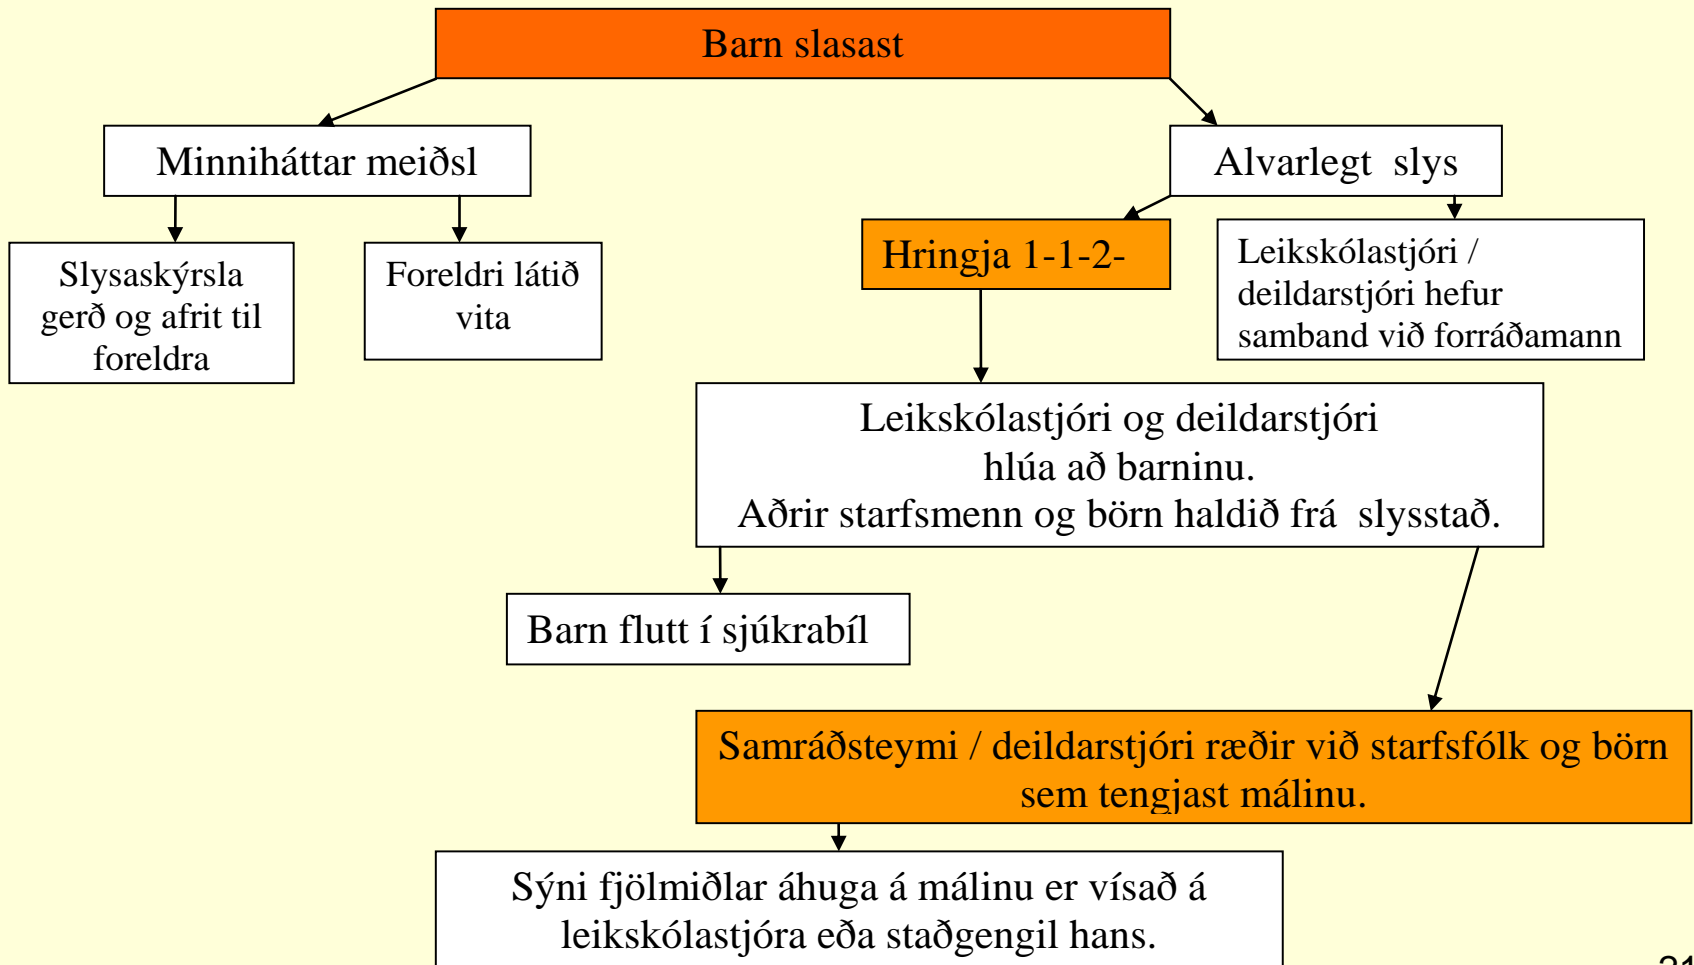 Barn slasast
Minniháttar meiðsl
Alvarlegt slys
Slysaskýrsla
gerð og afrit til
foreldra
Foreldri látið
vita
Hringja 1-1-2-
Leikskólastjóri /
deildarstjóri hefur
samband við forráðamann
Leikskólastjóri og deildarstjóri
hlúa að barninu.
Aðrir starfsmenn og börn haldið frá slysstað.
Barn flutt í sjúkrabíl
Samráðsteymi / deildarstjóri ræðir við starfsfólk og börn
sem tengjast málinu.
Sýni fjölmiðlar áhuga á málinu er vísað á
leikskólastjóra eða staðgengil hans.